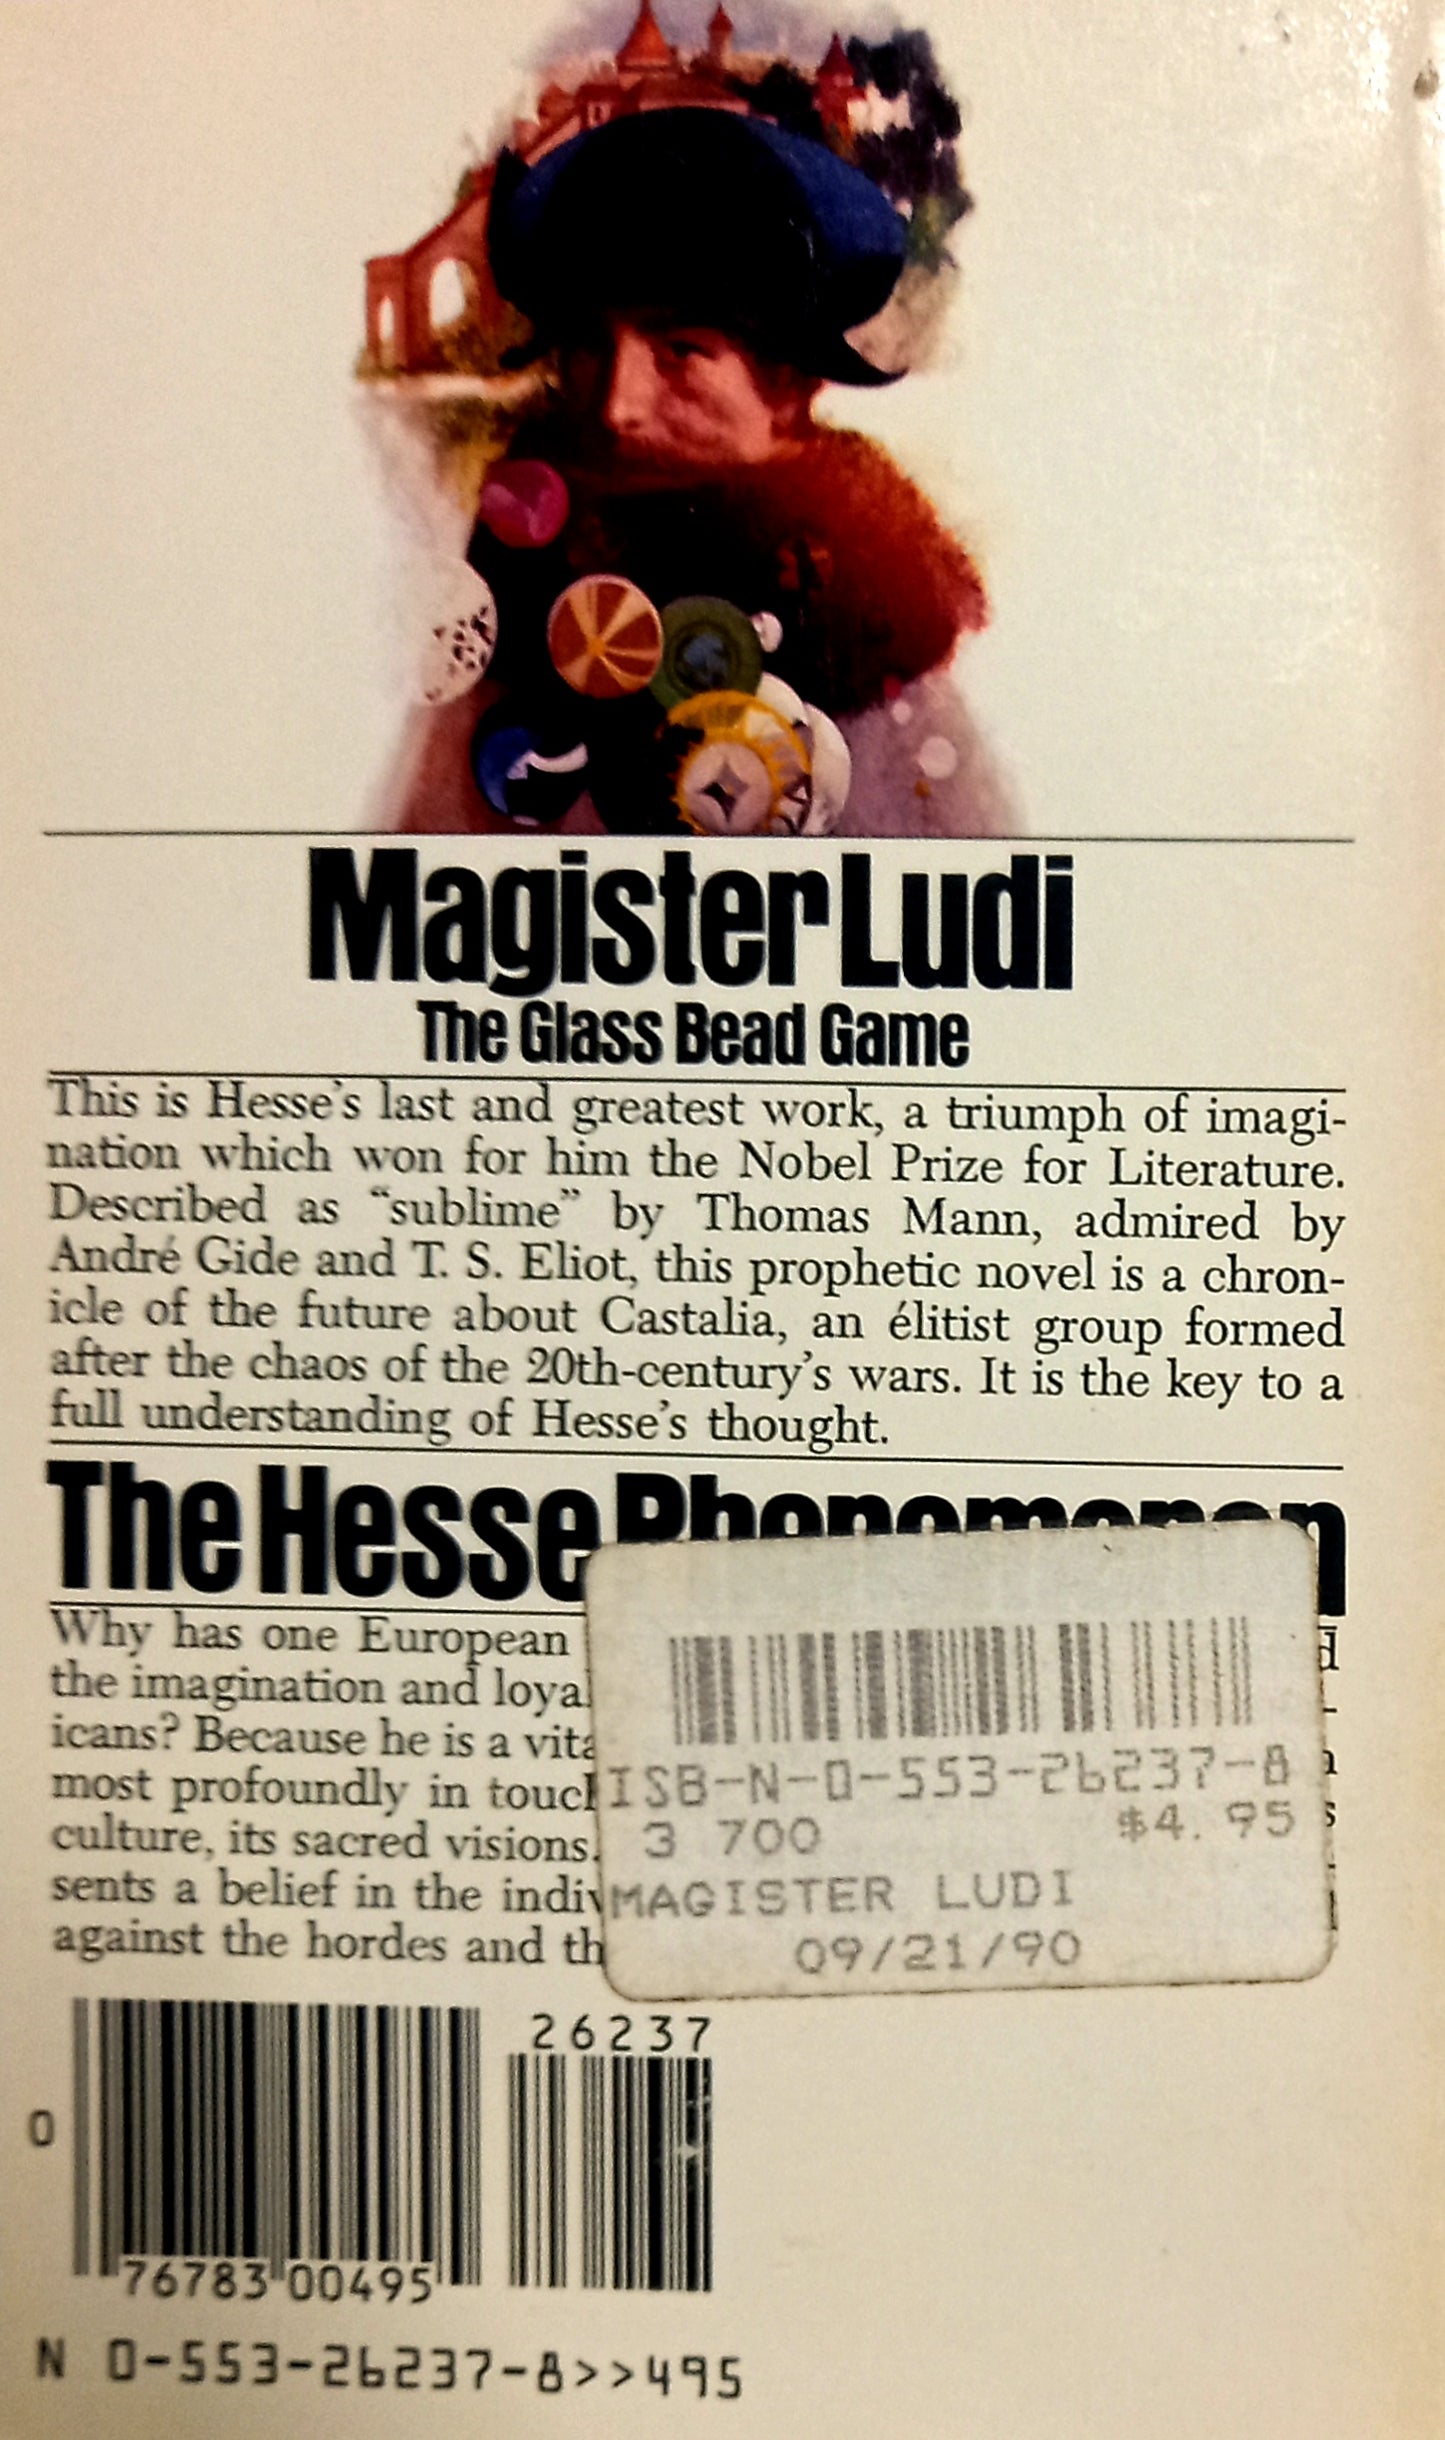 Magister Ludi
The Glass Bead Game
This is Hesse's last and greatest work, a triumph of imagi-
nation which won for him the Nobel Prize for Literature.
Described as “sublime” by Thomas Mann, admired by
André Gide and T. S. Eliot, this prophetic novel is a chron-
icle of the future about Castalia, an élitist group formed
after the chaos of the 20th-century's wars. It is the key to a
full understanding of Hesse's thought.
The Hesse Phenomenon
Why has one European
the imagination and
icans? Because he is a
most profoundly in
culture, its sacred visions.
sents a belief in the
against the hordes and
ISB-N-0-553-26237-8
3 700 $4.95
MAGISTER LUDI
09/21/90
26237
0
76783 00495
N 0-553-26237-8>>495